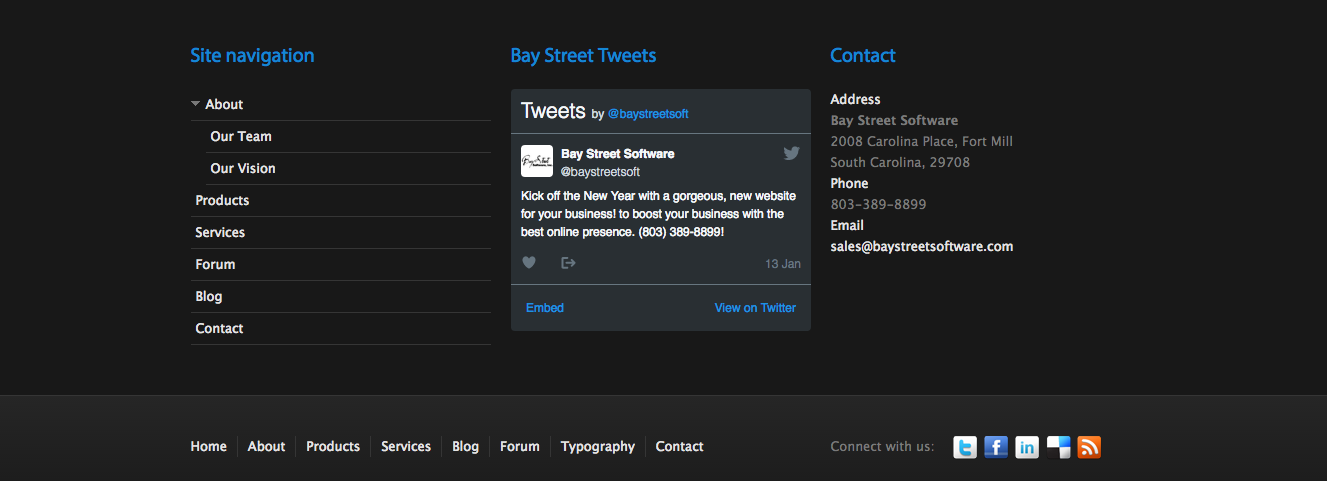 Site navigation
About
Our Team
Our Vision
Products
Services
Forum
Blog
Contact
Bay Street Tweets
Tweets by @baystreetsoft
Bay Street Software
@baystreetsoft
Kick off the New Year with a gorgeous, new website
for your business! to boost your business with the
best online presence. (803) 389-8899!
13 Jan
Embed
View on Twitter
Contact
Address
Bay Street Software
2008 Carolina Place, Fort Mill
South Carolina, 29708
Phone
803-389-8899
Email
sales@baystreetsoftware.com
Home About Products Services Blog Forum Typography Contact
Connect with us: